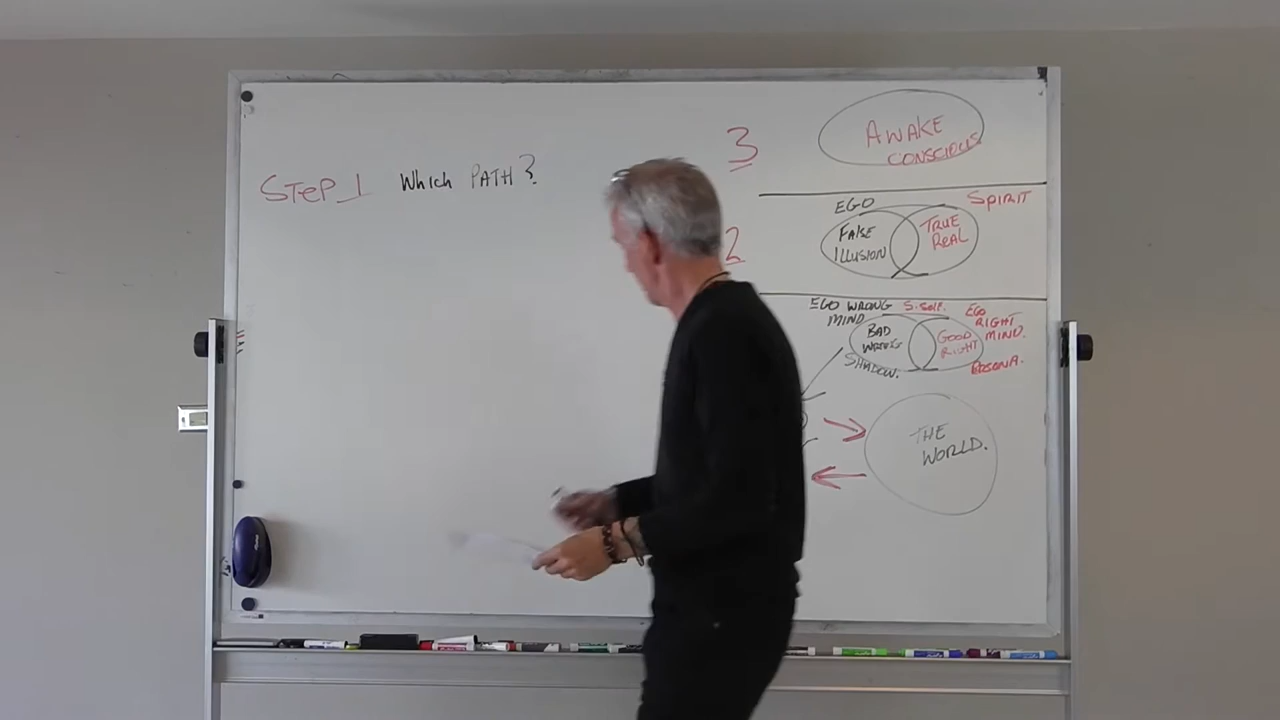 STeP 1 Which PATH?
3
AWAKE
CONSCIOUS
2
EGO
SPIRIT
FAlSe
ILLUSION
TRUE
ReAL
EGO WRONG
MIND
S.SelF.
EGO
RIGHT
MIND.
BAD
GOOD
RIGHT
SHADOW.
PERSONA.
THE
WORLD.